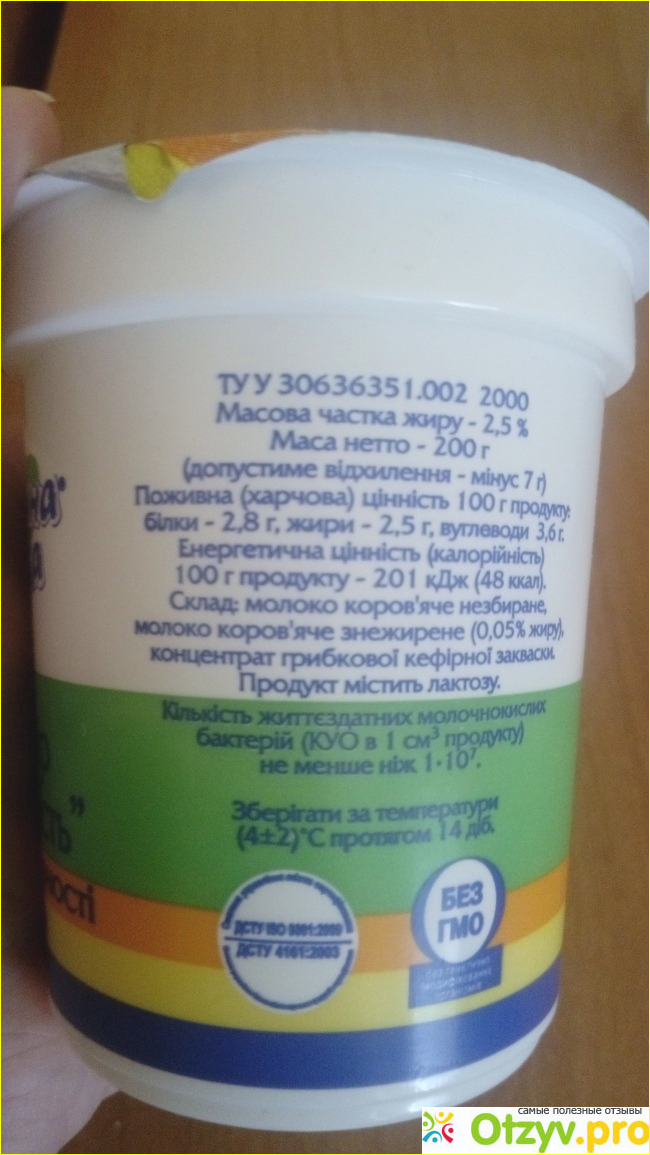 ТУ У 30636351.002 2000
Масова частка жиру - 2,5 %
Маса нетто - 200 г
(допустиме відхилення - мінус 7 г)
Поживна (харчова) цінність 100 г продукту:
білки - 2,8 г, жири - 2,5 г, вуглеводи 3,6 г.
Енергетична цінність (калорійність)
100 г продукту - 201 кДж (48 ккал).
Склад: молоко коров'яче незбиране,
молоко коров'яче знежирене (0,05% жиру),
концентрат грибкової кефірної закваски.
Продукт містить лактозу.
Кількість життєздатних молочнокислих
бактерій (КУО в 1 см³ продукту)
не менше ніж 1·10⁷.
Зберігати за температури
(4±2)°С протягом 14 діб.
ДСТУ ISO 9001:2009
ДСТУ 4161:2003
БЕЗ
ГМО
без генетично
модифікованих
організмів
самые полезные отзывы
Otzyv.pro